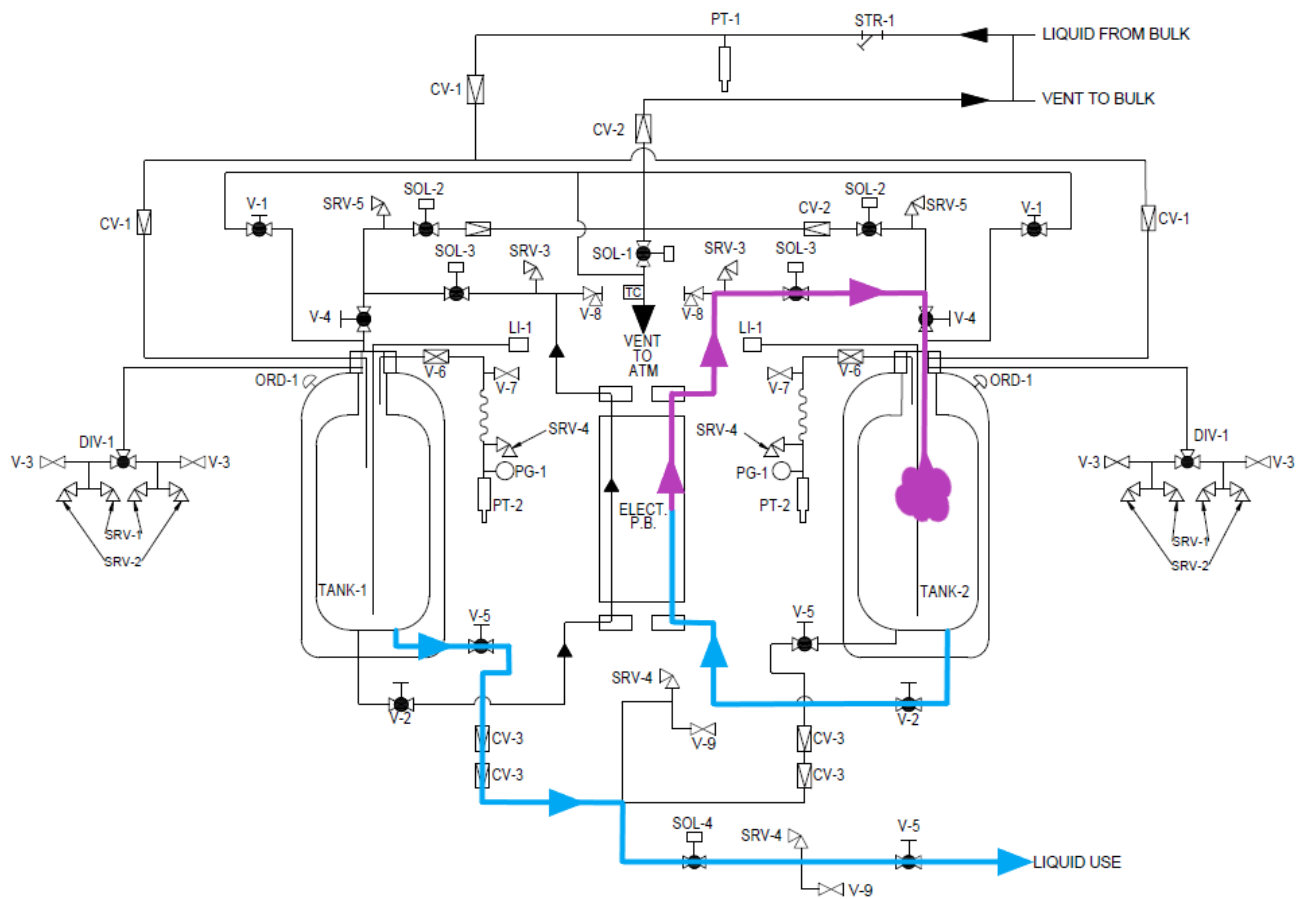 PT-1
STR-1
LIQUID FROM BULK
CV-1
VENT TO BULK
CV-2
SOL-2
SOL-2
V-1
SRV-5
CV-2
SRV-5
V-1
CV-1
CV-1
SOL-3
SRV-3
SOL-1
SRV-3
SOL-3
TC
V-8
V-8
V-4
V-4
LI-1
VENT
TO
ATM
LI-1
V-6
V-6
ORD-1
V-7
V-7
ORD-1
SRV-4
SRV-4
DIV-1
DIV-1
V-3
V-3
PG-1
PG-1
V-3
V-3
PT-2
ELECT.
P.B.
PT-2
SRV-1
SRV-1
SRV-2
SRV-2
TANK-1
TANK-2
V-5
V-5
SRV-4
V-2
V-2
V-9
CV-3
CV-3
CV-3
CV-3
SOL-4
SRV-4
V-5
LIQUID USE
V-9